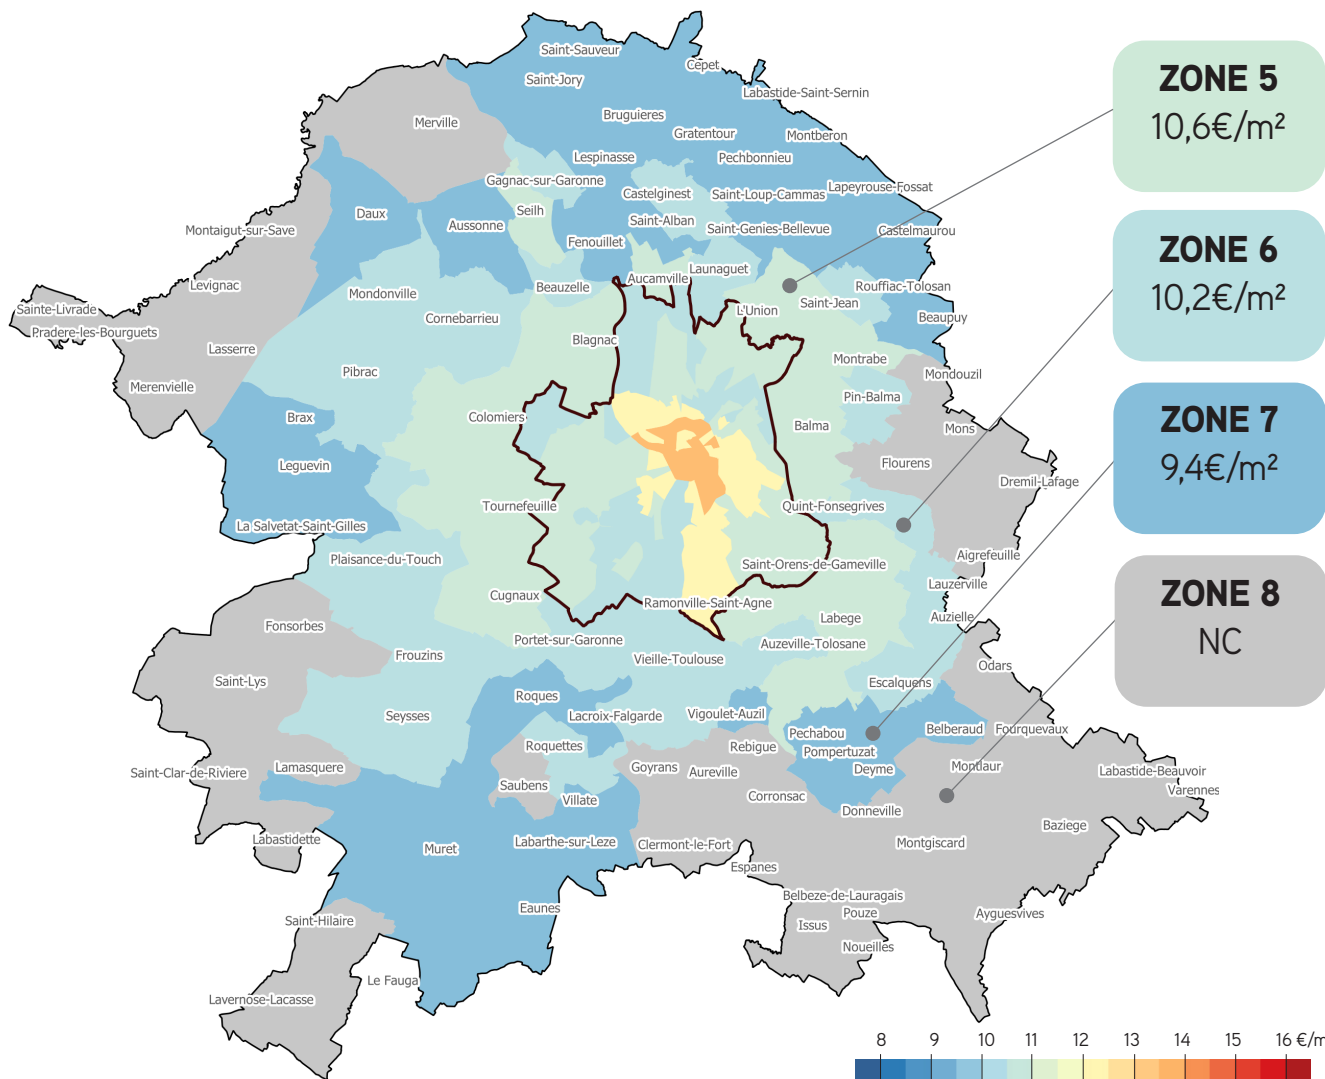 Saint-Sauveur
Cepet
Saint-Jory
Labastide-Saint-Sernin
Bruguieres
Merville
Gratentour
Montberon
Lespinasse
Pechbonnieu
Gagnac-sur-Garonne
Castelginest
Saint-Loup-Cammas
Lapeyrouse-Fossat
Daux
Seilh
Aussonne
Saint-Alban
Saint-Genies-Bellevue
Castelmaurou
Montaigut-sur-Save
Fenouillet
Launaguet
Aucamville
Levignac
Mondonville
Beauzelle
Rouffiac-Tolosan
Saint-Jean
L'Union
Sainte-Livrade
Cornebarrieu
Beaupuy
Pradere-les-Bourguets
Blagnac
Lasserre
Montrabe
Pibrac
Mondouzil
Merenvielle
Pin-Balma
Brax
Colomiers
Balma
Mons
Leguevin
Flourens
Dremil-Lafage
Tournefeuille
Quint-Fonsegrives
La Salvetat-Saint-Gilles
Plaisance-du-Touch
Aigrefeuille
Saint-Orens-de-Gameville
Lauzerville
Cugnaux
Ramonville-Saint-Agne
Labege
Auzielle
Fonsorbes
Portet-sur-Garonne
Auzeville-Tolosane
Frouzins
Vieille-Toulouse
Odars
Saint-Lys
Escalquens
Roques
Seysses
Lacroix-Falgarde
Vigoulet-Auzil
Pechabou
Belberaud
Fourquevaux
Roquettes
Rebigue
Pompertuzat
Saint-Clar-de-Riviere
Lamasquere
Goyrans
Aureville
Deyme
Montlaur
Labastide-Beauvoir
Saubens
Varennes
Villate
Corronsac
Donneville
Baziege
Labastidette
Muret
Labarthe-sur-Leze
Clermont-le-Fort
Montgiscard
Espanes
Belbeze-de-Lauragais
Saint-Hilaire
Eaunes
Pouze
Ayguesvives
Issus
Noueilles
Le Fauga
Lavernose-Lacasse
ZONE 5
10,6€/m²
ZONE 6
10,2€/m²
ZONE 7
9,4€/m²
ZONE 8
NC
8 9 10 11 12 13 14 15 16 €/m